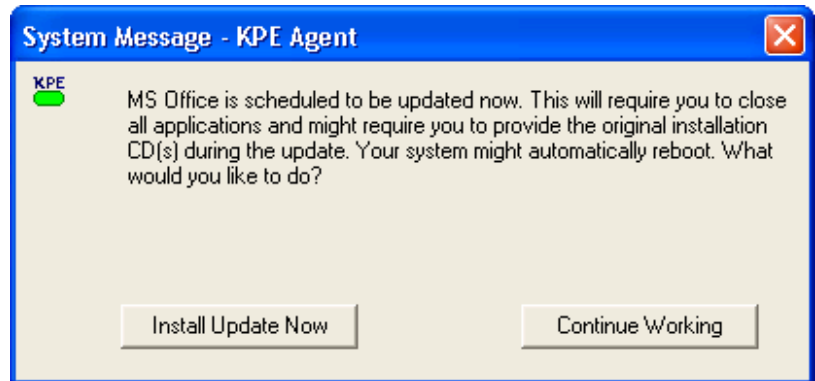 System Message - KPE Agent
KPE
MS Office is scheduled to be updated now. This will require you to close
all applications and might require you to provide the original installation
CD(s) during the update. Your system might automatically reboot. What
would you like to do?
Install Update Now
Continue Working